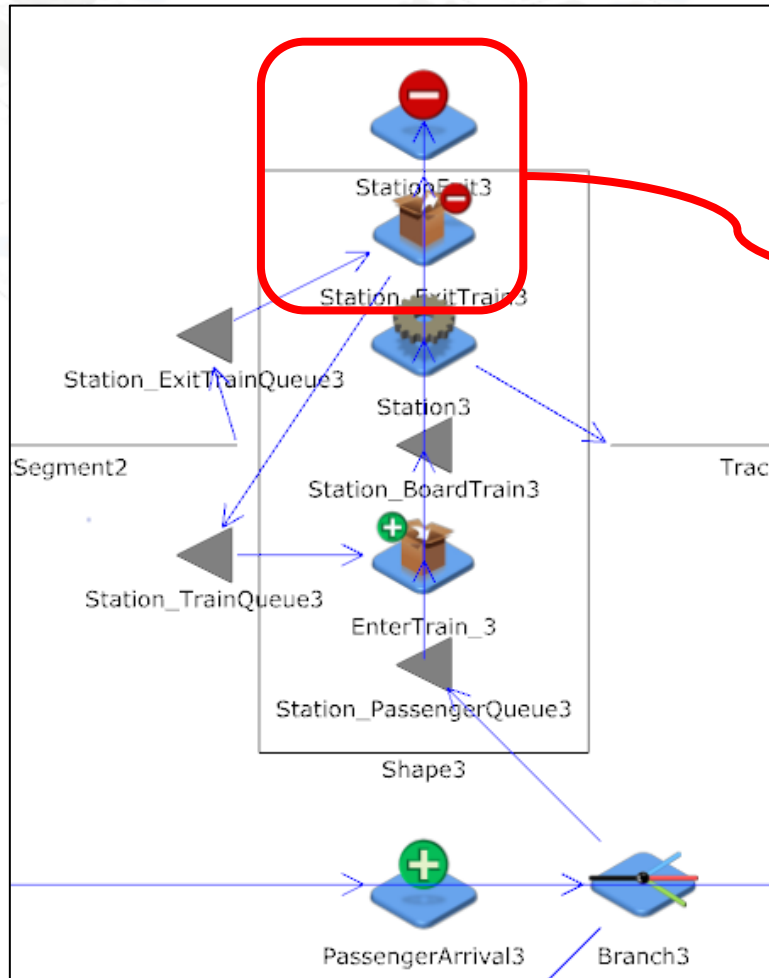 StationExit3
Station_ExitTrain3
Station_ExitTrainQueue3
Station3
Segment2
Trac
Station_BoardTrain3
Station_TrainQueue3
EnterTrain_3
Station_PassengerQueue3
Shape3
PassengerArrival3
Branch3